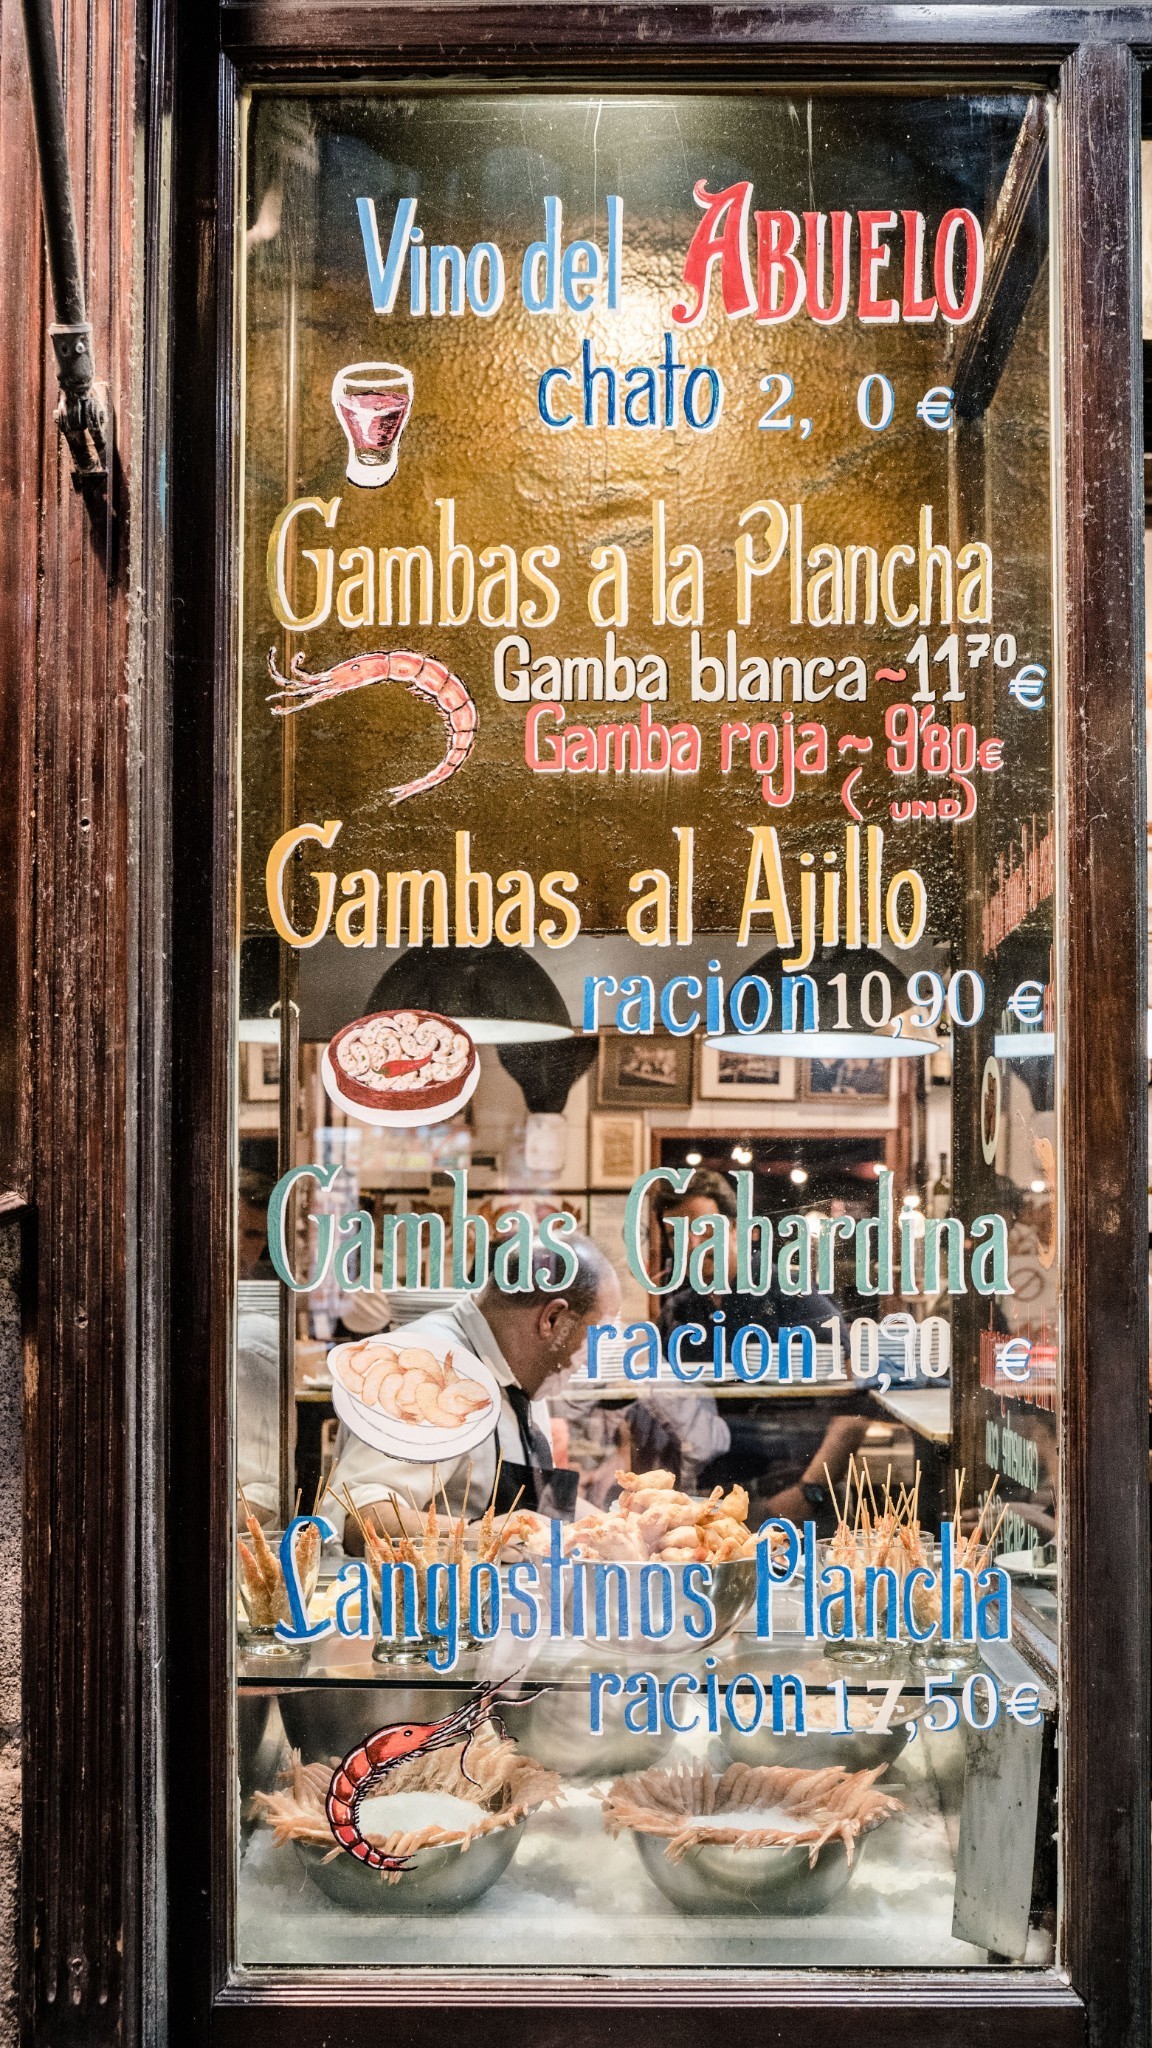 Vino del ABUELO
chato 2, 0 €
Gambas a la Plancha
Gamba blanca ~ 11 70 €
Gamba roja ~ 9'80 €
( UND)
Gambas al Ajillo
racion 10,90 €
Gambas Gabardina
racion 10,90 €
Langostinos Plancha
racion 17,50 €